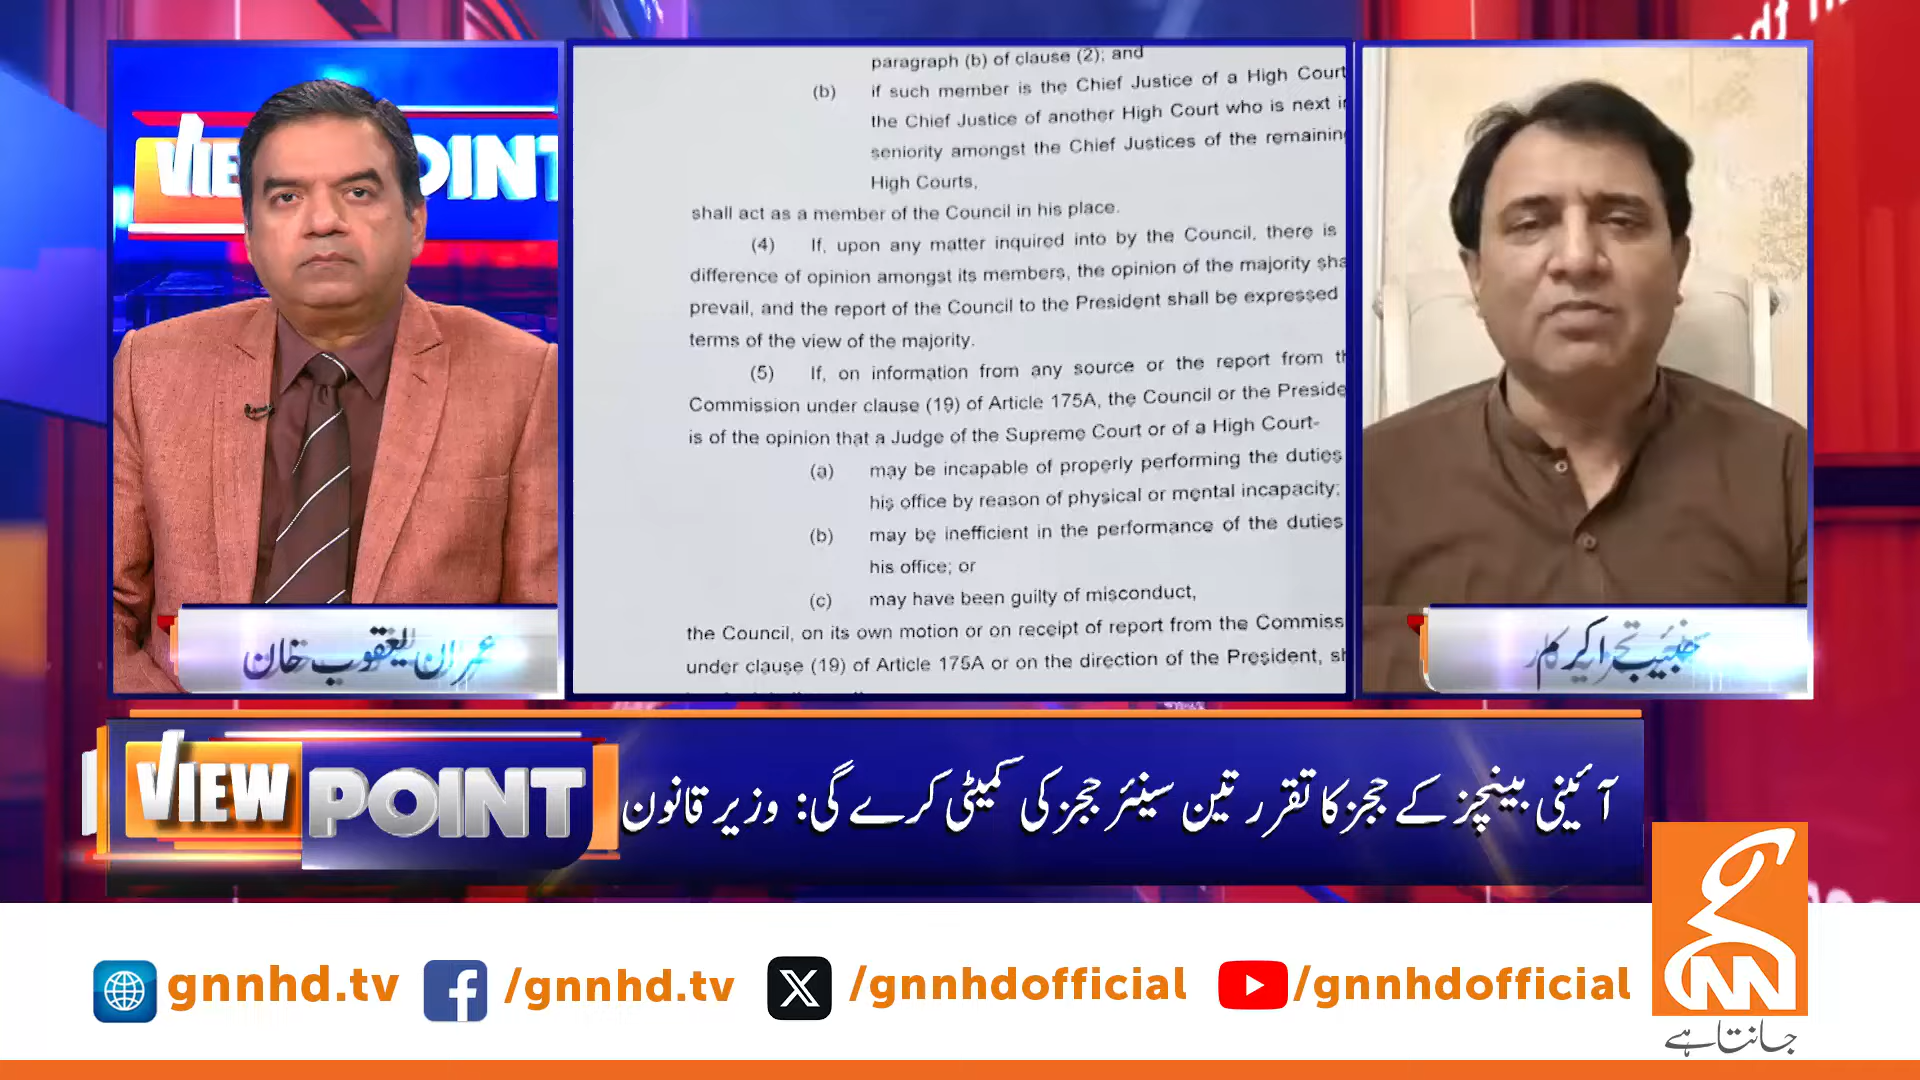 VIEW POINT
paragraph (b) of clause (2); and
(b) if such member is the Chief Justice of a High Court
the Chief Justice of another High Court who is next in
seniority amongst the Chief Justices of the remaining
High Courts,
shall act as a member of the Council in his place.
(4) If, upon any matter inquired into by the Council, there is
difference of opinion amongst its members, the opinion of the majority sha
prevail, and the report of the Council to the President shall be expressed
terms of the view of the majority.
(5) If, on information from any source or the report from th
Commission under clause (19) of Article 175A, the Council or the Preside
is of the opinion that a Judge of the Supreme Court or of a High Court-
(a) may be incapable of properly performing the duties
his office by reason of physical or mental incapacity;
(b) may be inefficient in the performance of the duties
his office; or
(c) may have been guilty of misconduct,
the Council, on its own motion or on receipt of report from the Commiss
under clause (19) of Article 175A or on the direction of the President, sh
عمران یعقوب خان
VIEW POINT
آئینی بینچز کے ججز کا تقرر تین سینئر ججز کی کمیٹی کرے گی: وزیر قانون
gnnhd.tv
/gnnhd.tv
/gnnhdofficial
/gnnhdofficial
GNN
جانتا ہے